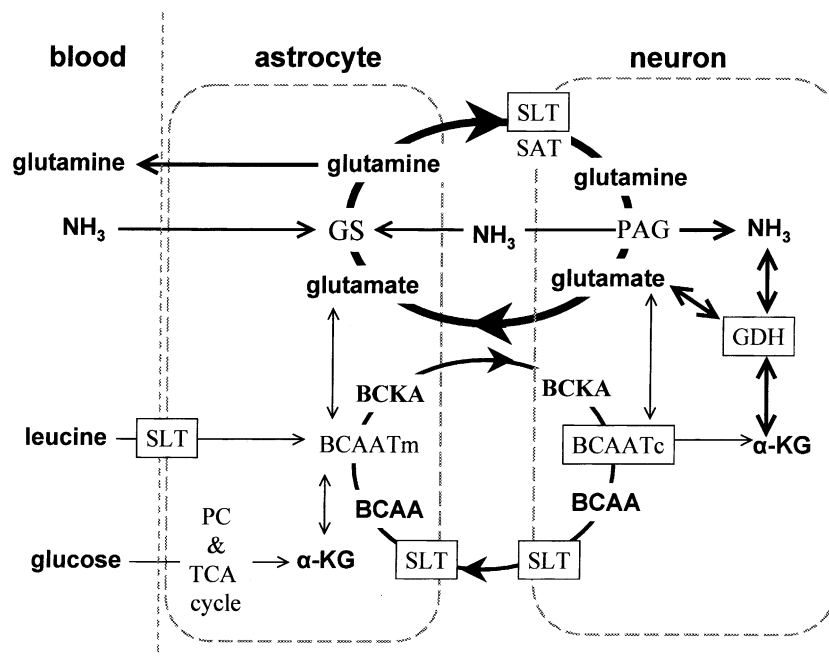 blood
astrocyte
neuron
SLT
SAT
glutamine
glutamine
glutamine
NH3
GS
NH3
PAG
NH3
glutamate
glutamate
GDH
BCKA
BCKA
leucine
SLT
BCAATm
BCAATc
α-KG
BCAA
BCAA
PC
&
TCA
cycle
glucose
α-KG
SLT
SLT